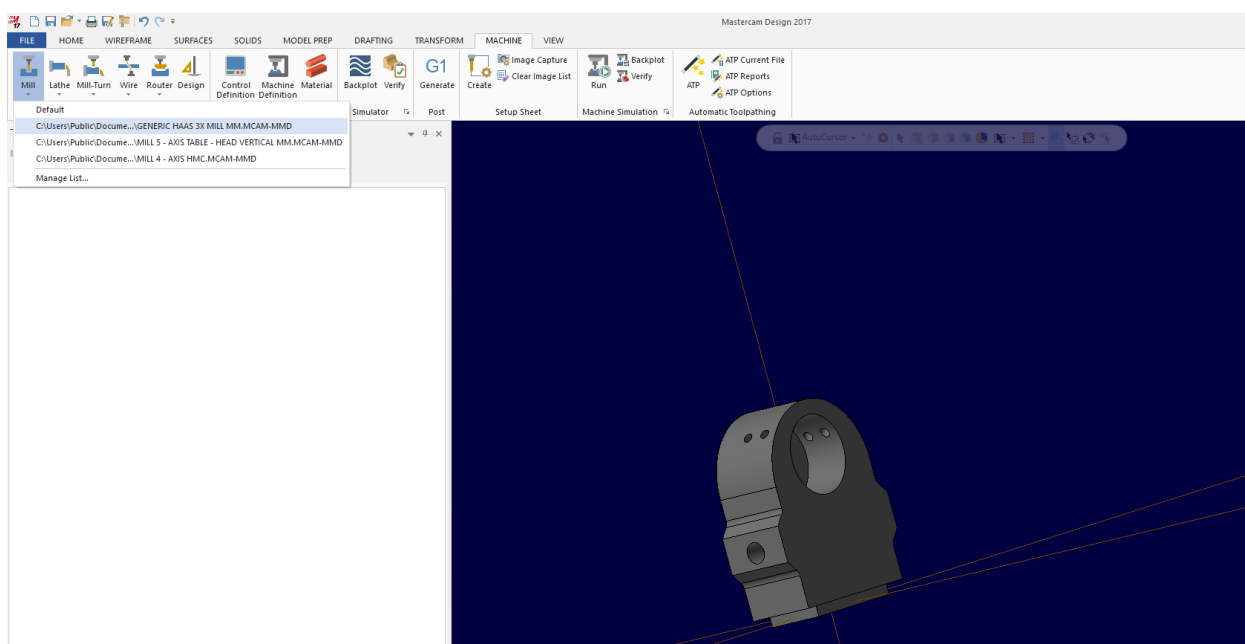 17
Mastercam Design 2017
FILE HOME WIREFRAME SURFACES SOLIDS MODEL PREP DRAFTING TRANSFORM MACHINE VIEW
Mill Lathe Mill-Turn Wire Router Design
Control Definition
Machine Definition
Material
Backplot Verify
G1
Generate
Create
Image Capture
Clear Image List
Run
Backplot
Verify
ATP
ATP Current File
ATP Reports
ATP Options
Simulator Post Setup Sheet Machine Simulation Automatic Toolpathing
Default
C:\Users\Public\Docume...\GENERIC HAAS 3X MILL MM.MCAM-MMD
C:\Users\Public\Docume...\MILL 5 - AXIS TABLE - HEAD VERTICAL MM.MCAM-MMD
C:\Users\Public\Docume...\MILL 4 - AXIS HMC.MCAM-MMD
Manage List...
AutoCursor